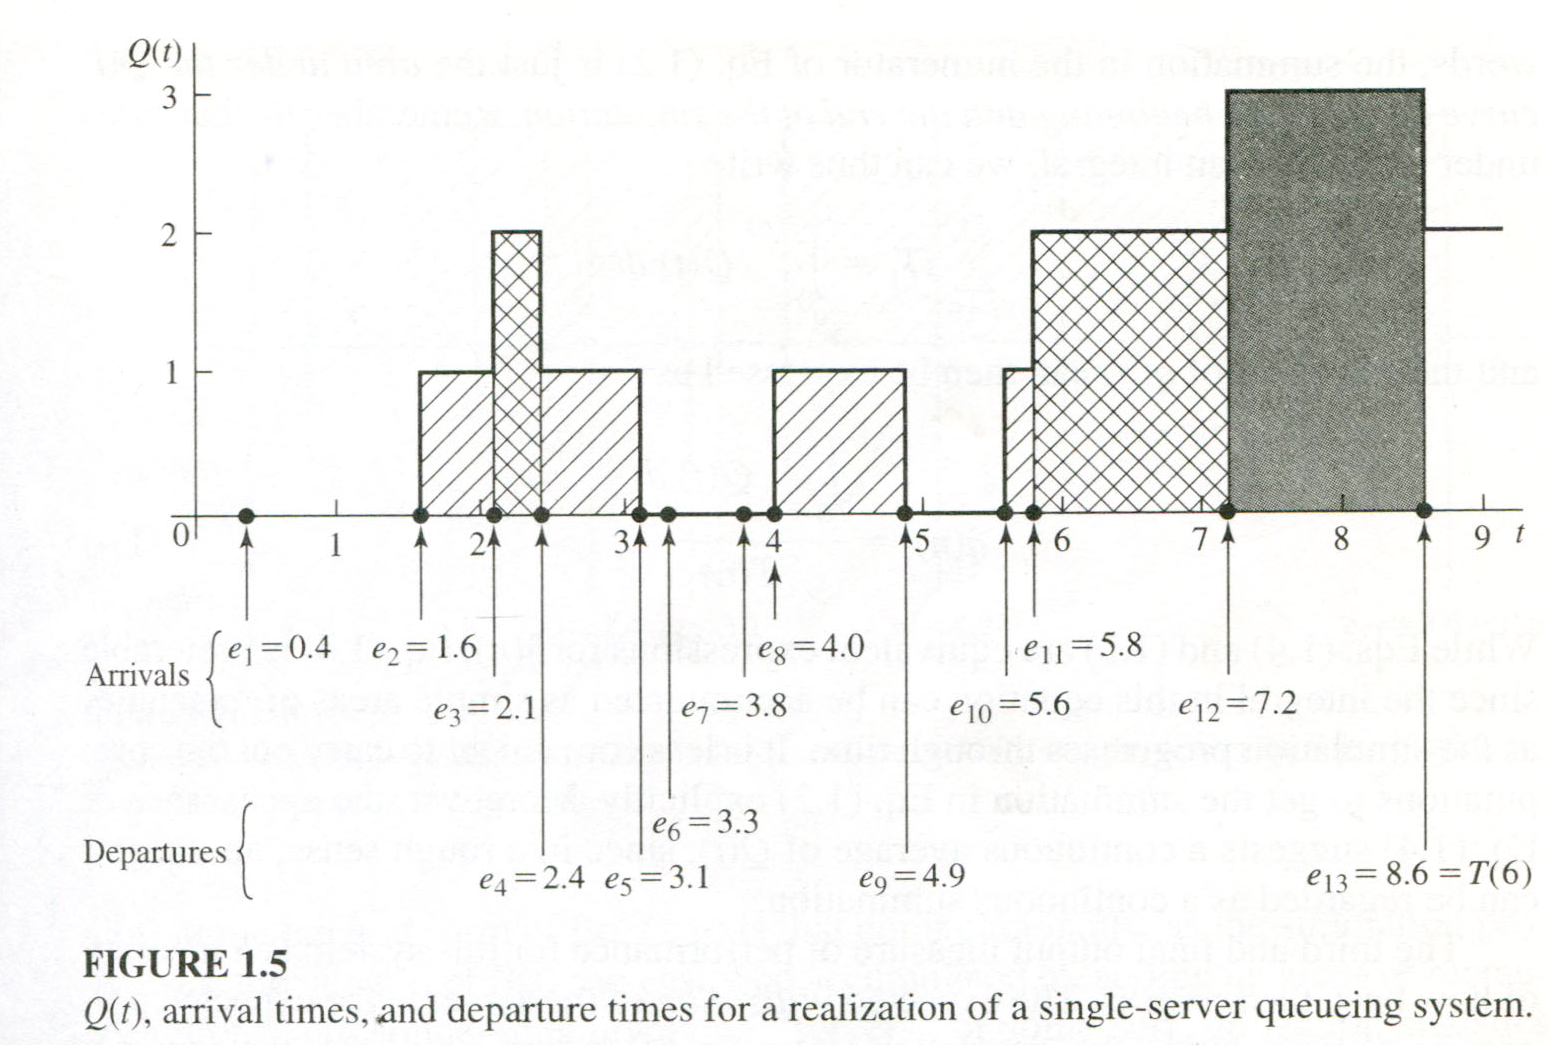 Q(t)
3
2
1
0 1 2 3 4 5 6 7 8 9 t
Arrivals
e1=0.4 e2=1.6 e8=4.0 e11=5.8
e3=2.1 e7=3.8 e10=5.6 e12=7.2
Departures
e6=3.3
e4=2.4 e5=3.1 e9=4.9 e13=8.6=T(6)
FIGURE 1.5
Q(t), arrival times, and departure times for a realization of a single-server queueing system.